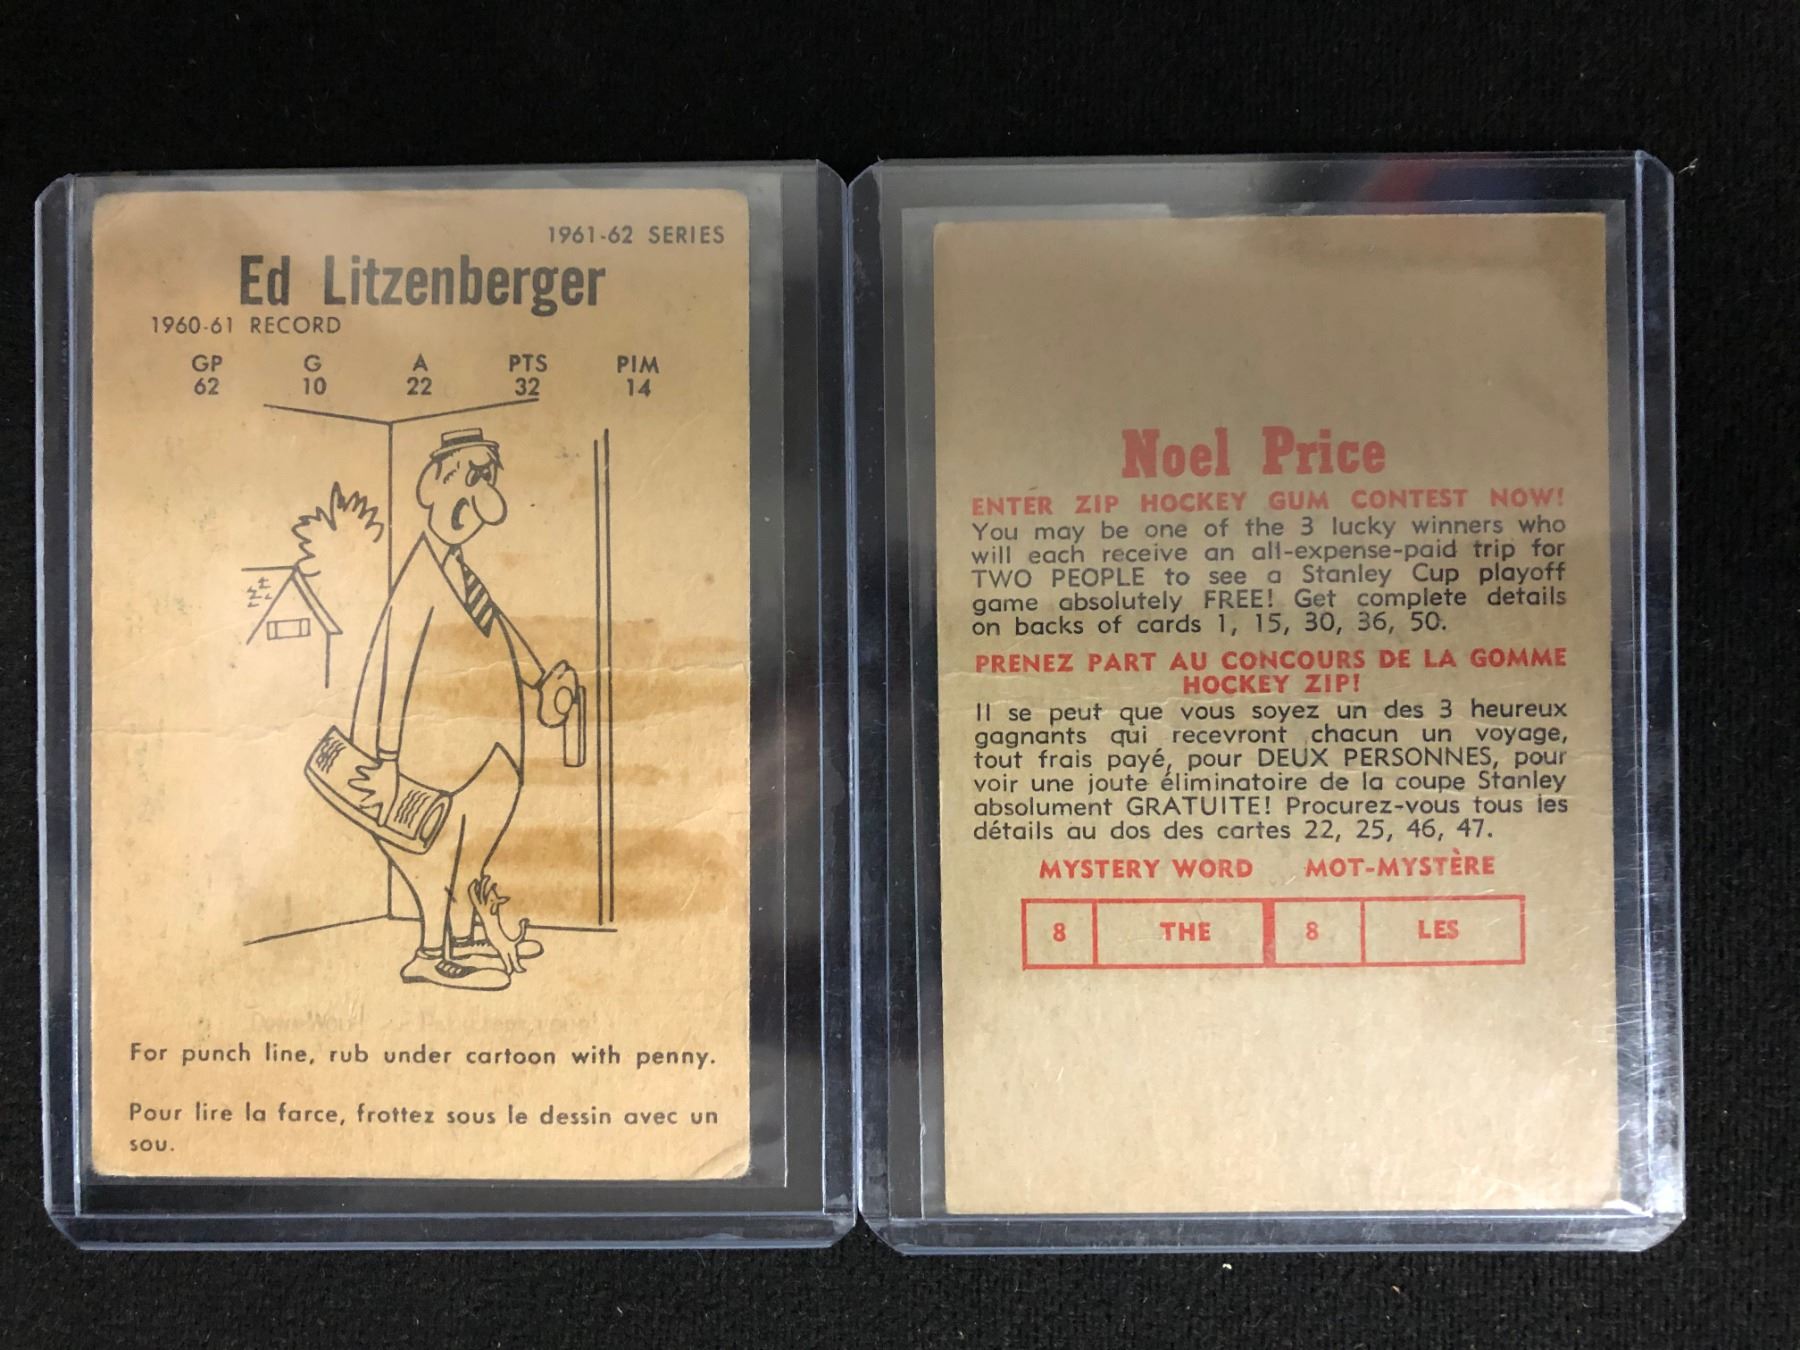 1961-62 SERIES
Ed Litzenberger
1960-61 RECORD
GP G A PTS PIM
62 10 22 32 14
For punch line, rub under cartoon with penny.
Pour lire la farce, frottez sous le dessin avec un
sou.
Noel Price
ENTER ZIP HOCKEY GUM CONTEST NOW!
You may be one of the 3 lucky winners who
will each receive an all-expense-paid trip for
TWO PEOPLE to see a Stanley Cup playoff
game absolutely FREE! Get complete details
on backs of cards 1, 15, 30, 36, 50.
PRENEZ PART AU CONCOURS DE LA GOMME
HOCKEY ZIP!
Il se peut que vous soyez un des 3 heureux
gagnants qui recevront chacun un voyage,
tout frais payé, pour DEUX PERSONNES, pour
voir une joute éliminatoire de la coupe Stanley
absolument GRATUITE! Procurez-vous tous les
détails au dos des cartes 22, 25, 46, 47.
MYSTERY WORD MOT-MYSTÈRE
8 THE 8 LES